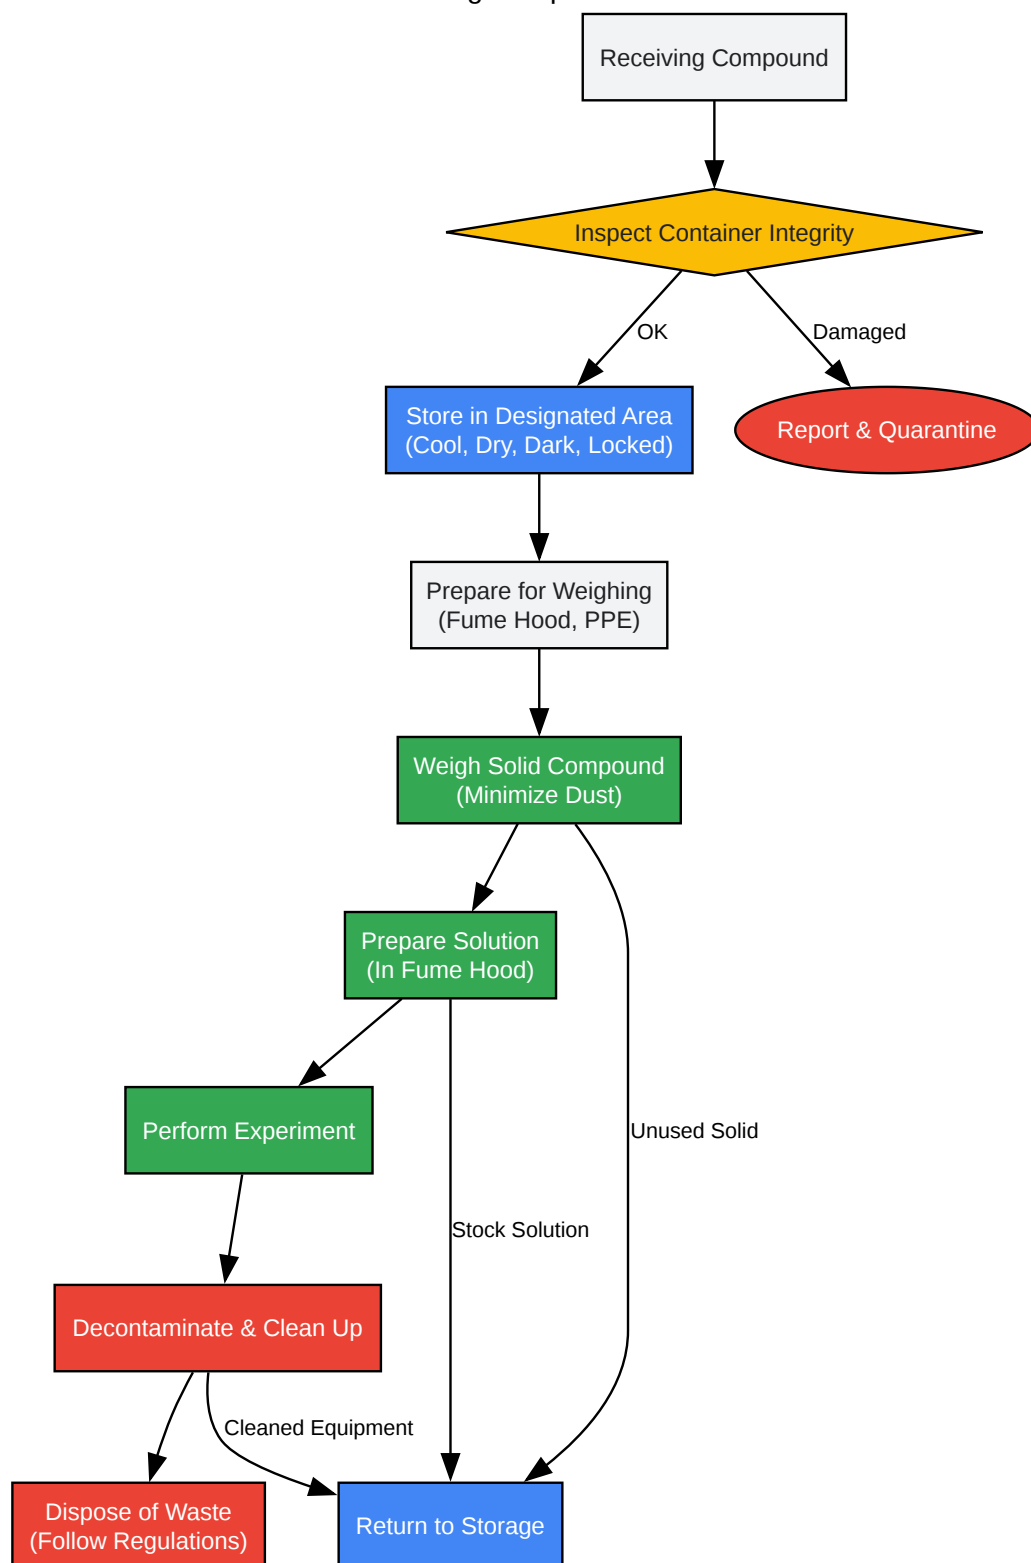 Receiving Compound
Inspect Container Integrity
OK
Damaged
Store in Designated Area
(Cool, Dry, Dark, Locked)
Report & Quarantine
Prepare for Weighing
(Fume Hood, PPE)
Weigh Solid Compound
(Minimize Dust)
Prepare Solution
(In Fume Hood)
Perform Experiment
Unused Solid
Stock Solution
Decontaminate & Clean Up
Cleaned Equipment
Dispose of Waste
(Follow Regulations)
Return to Storage